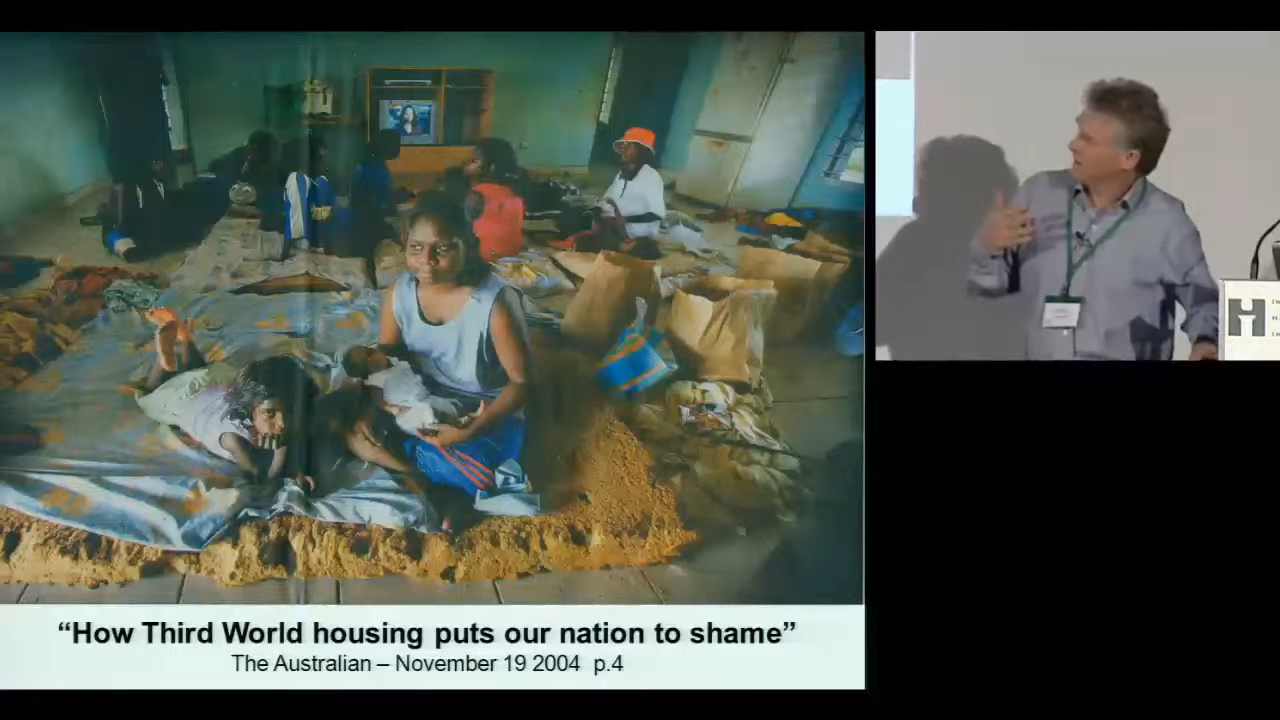 “How Third World housing puts our nation to shame”
The Australian – November 19 2004 p.4